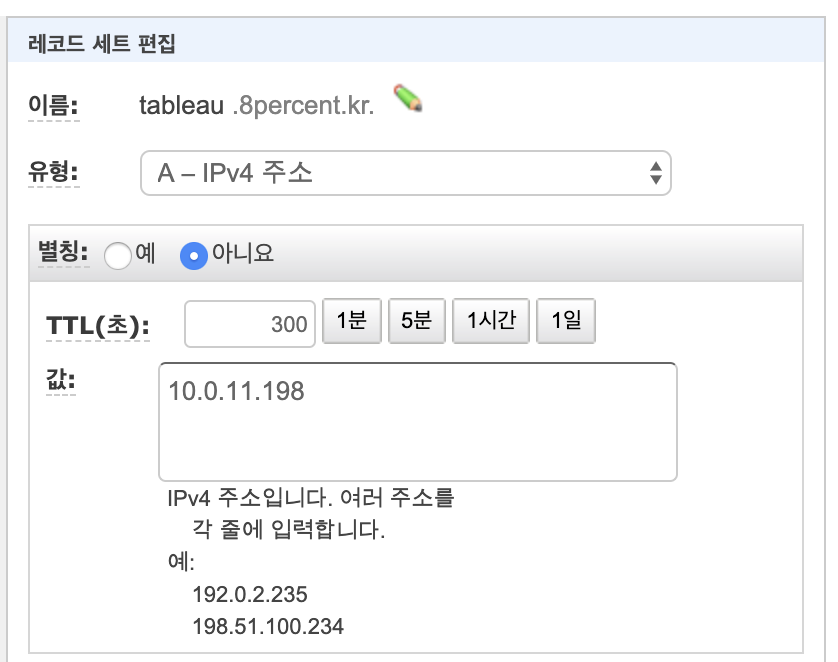 레코드 세트 편집
이름: tableau .8percent.kr.
유형: A – IPv4 주소
별칭: 예 아니요
TTL(초): 300 1분 5분 1시간 1일
값: 10.0.11.198
IPv4 주소입니다. 여러 주소를
각 줄에 입력합니다.
예:
192.0.2.235
198.51.100.234